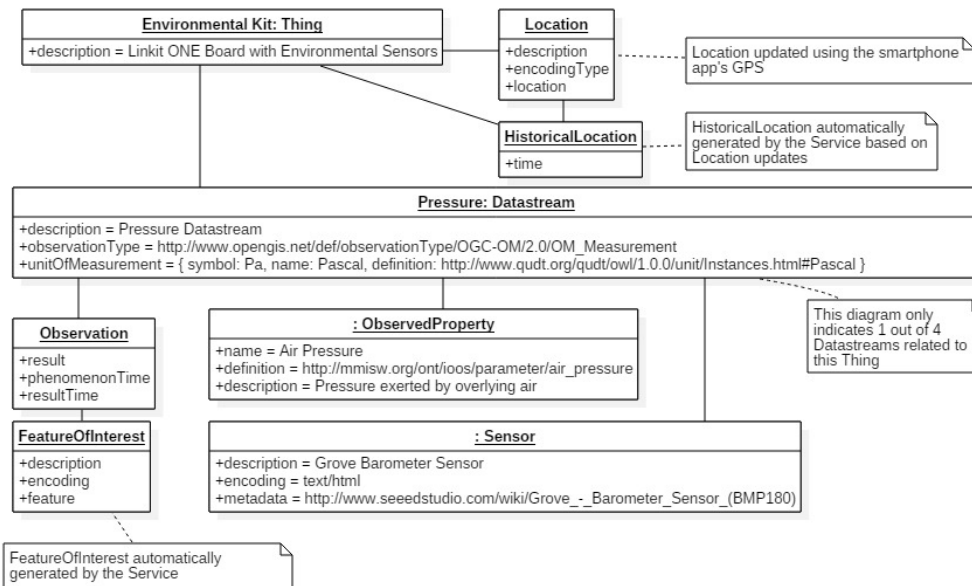 Environmental Kit: Thing
+description = Linkit ONE Board with Environmental Sensors
Location
+description
+encodingType
+location
Location updated using the smartphone
app's GPS
HistoricalLocation
+time
HistoricalLocation automatically
generated by the Service based on
Location updates
Pressure: Datastream
+description = Pressure Datastream
+observationType = http://www.opengis.net/def/observationType/OGC-OM/2.0/OM_Measurement
+unitOfMeasurement = { symbol: Pa, name: Pascal, definition: http://www.qudt.org/qudt/owl/1.0.0/unit/Instances.html#Pascal }
This diagram only
indicates 1 out of 4
Datastreams related to
this Thing
Observation
+result
+phenomenonTime
+resultTime
: ObservedProperty
+name = Air Pressure
+definition = http://mmisw.org/ont/ioos/parameter/air_pressure
+description = Pressure exerted by overlying air
FeatureOfInterest
+description
+encoding
+feature
: Sensor
+description = Grove Barometer Sensor
+encoding = text/html
+metadata = http://www.seeedstudio.com/wiki/Grove_-_Barometer_Sensor_(BMP180)
FeatureOfInterest automatically
generated by the Service